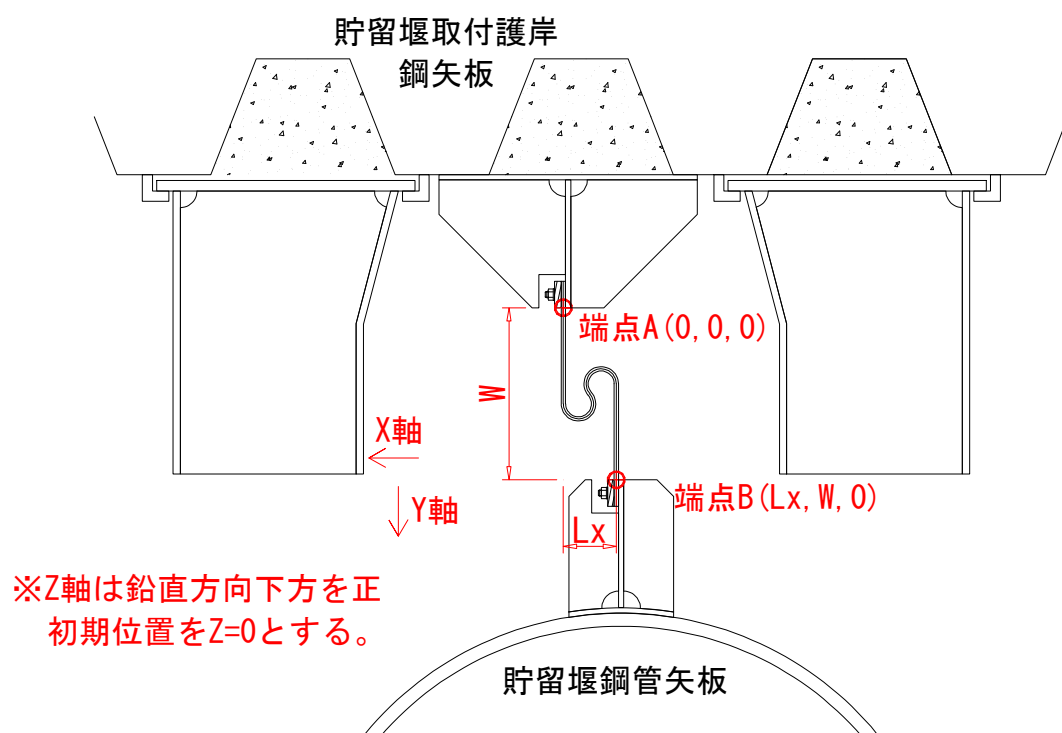 貯留堰取付護岸
鋼矢板
端点A(0,0,0)
W
X軸
Y軸
端点B(Lx,W,0)
Lx
※Z軸は鉛直方向下方を正
初期位置をZ=0とする。
貯留堰鋼管矢板